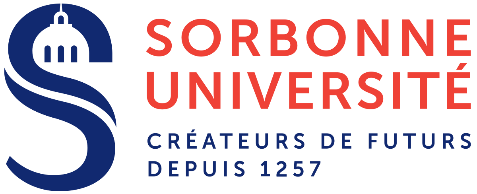 SORBONNE
UNIVERSITÉ
CRÉATEURS DE FUTURS
DEPUIS 1257